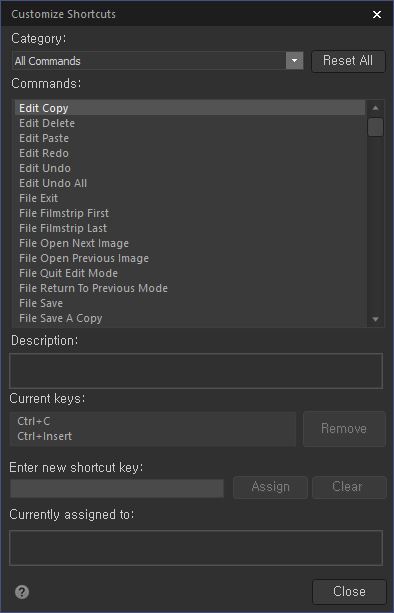 Customize Shortcuts
Category:
All Commands
Reset All
Commands:
Edit Copy
Edit Delete
Edit Paste
Edit Redo
Edit Undo
Edit Undo All
File Exit
File Filmstrip First
File Filmstrip Last
File Open Next Image
File Open Previous Image
File Quit Edit Mode
File Return To Previous Mode
File Save
File Save A Copy
Description:
Current keys:
Ctrl+C
Ctrl+Insert
Remove
Enter new shortcut key:
Assign
Clear
Currently assigned to:
?
Close